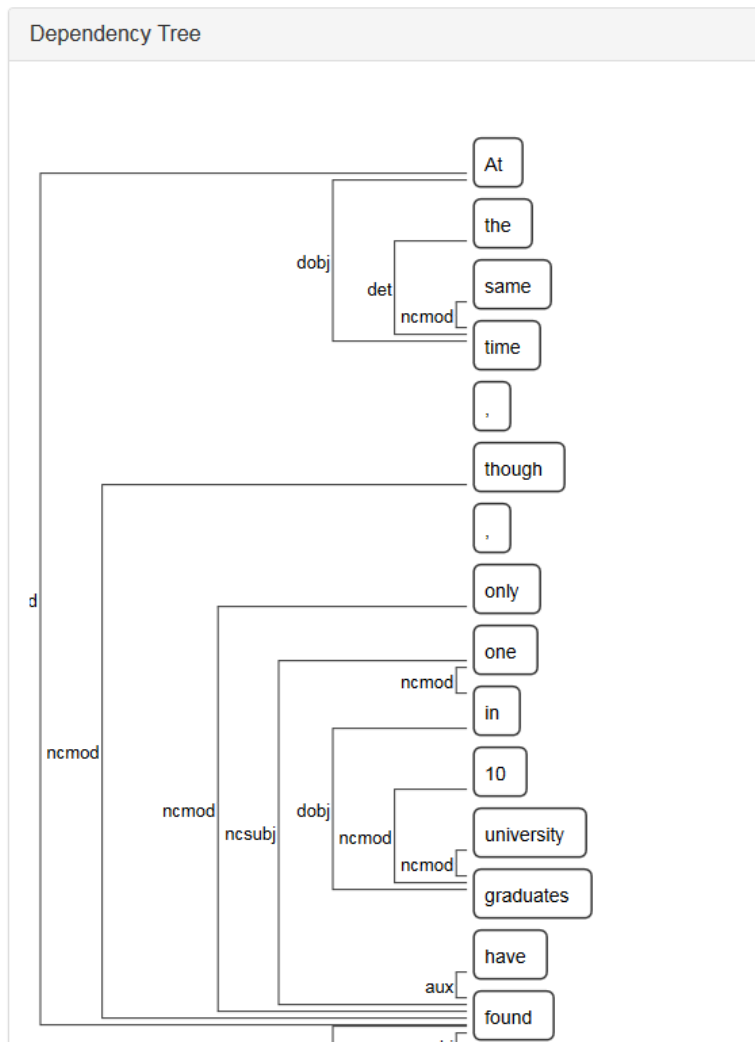 Dependency Tree
At
the
dobj
det
same
ncmod
time
,
though
,
only
d
one
ncmod
in
ncmod
10
ncmod
dobj
ncsubj
university
ncmod
ncmod
graduates
have
aux
found